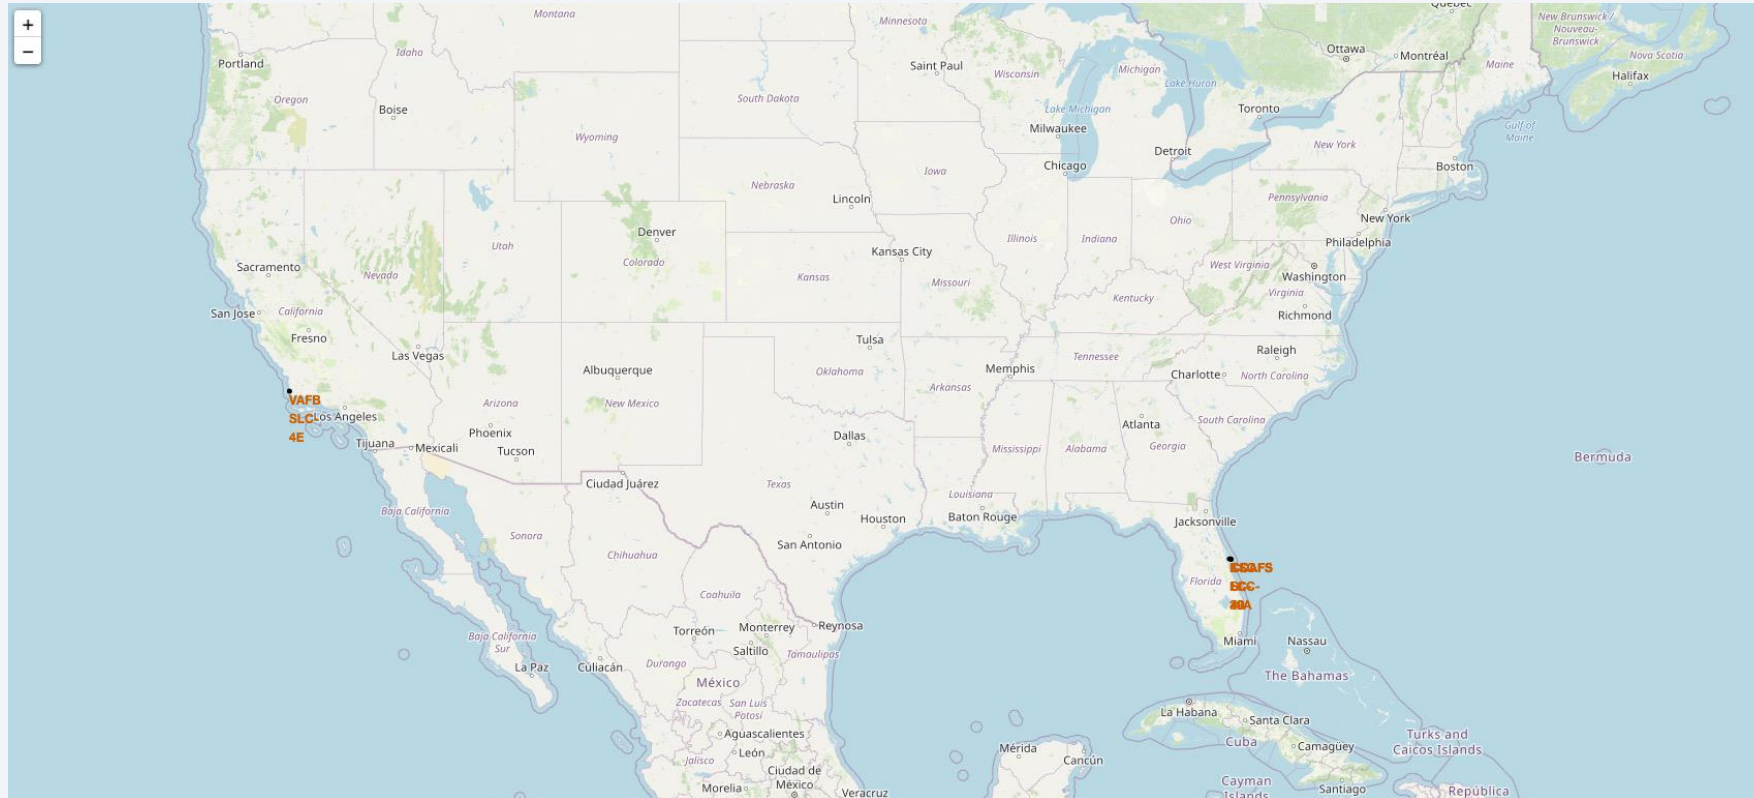 +
−
Montana
Minnesota
Québec
New Brunswick /
Nouveau-
Brunswick
Portland
Idaho
Saint Paul
Wisconsin
Michigan
Lake Huron
Ottawa
Montréal
Maine
Nova Scotia
Halifax
Oregon
Boise
South Dakota
Lake Michigan
Toronto
Gulf of
Maine
Wyoming
Milwaukee
Detroit
New York
Chicago
Boston
Nebraska
Iowa
Lincoln
Pennsylvania
New York
Ohio
Denver
Utah
Kansas City
Illinois
Indiana
Philadelphia
Sacramento
Nevada
Colorado
Kansas
Missouri
West Virginia
Washington
Virginia
Kentucky
Richmond
San Jose
California
Fresno
Las Vegas
Tulsa
Raleigh
Tennessee
Albuquerque
Oklahoma
Memphis
Charlotte
North Carolina
Arkansas
VAFB
SLC-
4E
Los Angeles
Arizona
New Mexico
South Carolina
Atlanta
Phoenix
Dallas
Tijuana
Mexicali
Tucson
Mississippi
Alabama
Georgia
Bermuda
Ciudad Juárez
Texas
Louisiana
Austin
Houston
Baton Rouge
Jacksonville
Baja California
Sonora
San Antonio
Chihuahua
Florida
Coahuila
Torreón
Monterrey
Reynosa
Baja California
Sur
Saltillo
Tamaulipas
Miami
Nassau
La Paz
Culiacán
Durango
The Bahamas
México
Zacatecas
San Luis
Potosí
La Habana
Santa Clara
Aguascalientes
Cuba
Camagüey
Turks and
Caicos Islands
León
Jalisco
Mérida
Cancún
Ciudad de
México
Morelia
Veracruz
Cayman
Islands
Santiago
República